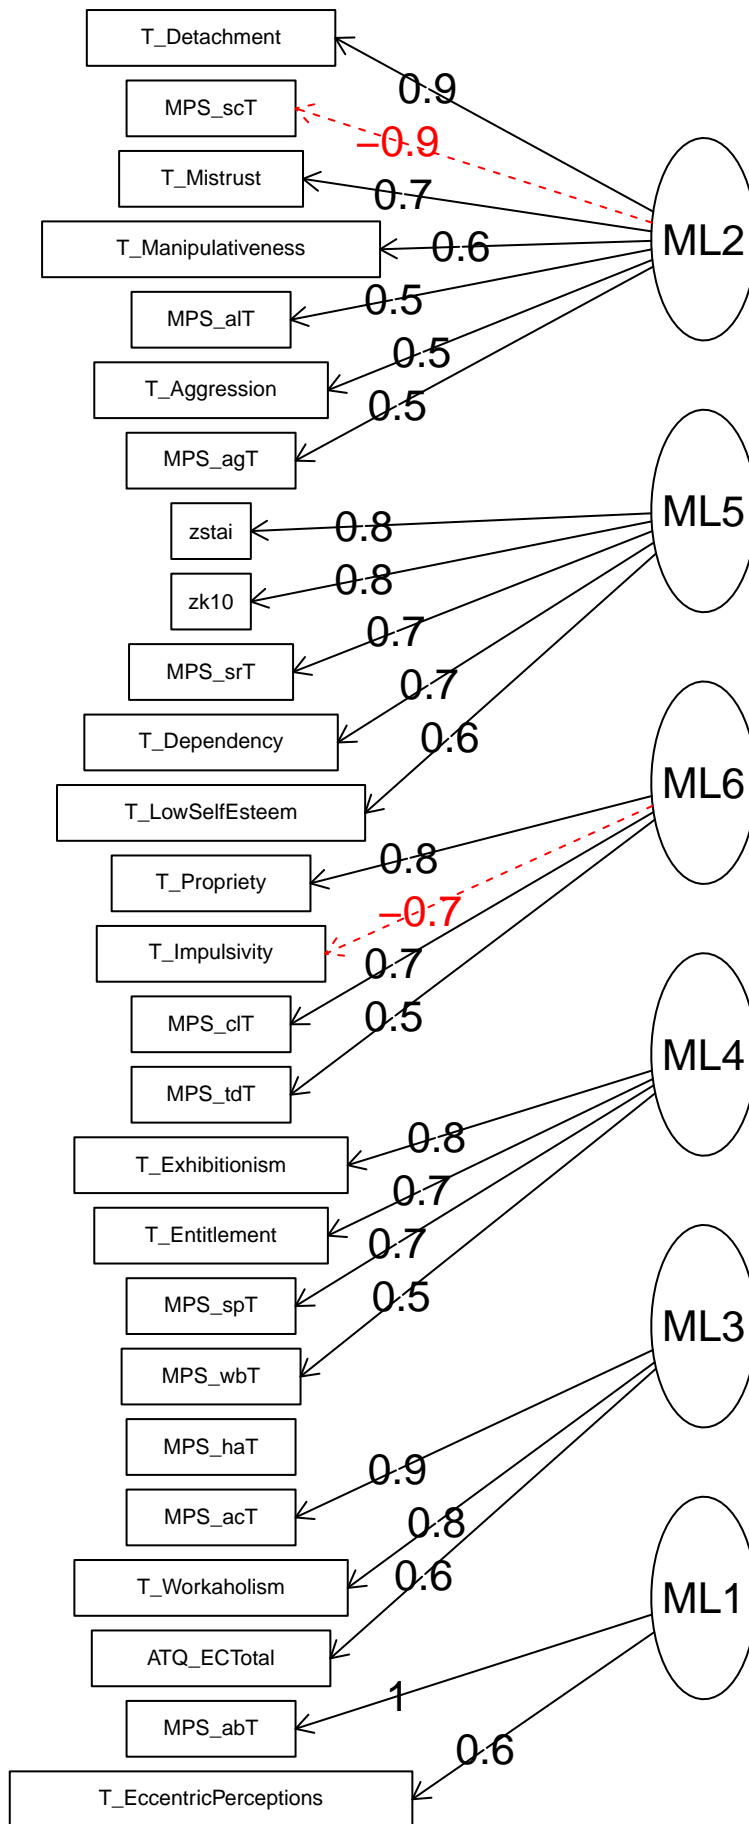 T_Detachment
0.9
MPS_scT
−0.9
T_Mistrust
0.7
ML2
T_Manipulativeness
0.6
MPS_alT
0.5
T_Aggression
0.5
MPS_agT
0.5
zstai
0.8
ML5
zk10
0.8
MPS_srT
0.7
T_Dependency
0.7
T_LowSelfEsteem
0.6
ML6
T_Propriety
0.8
T_Impulsivity
−0.7
MPS_clT
0.7
MPS_tdT
0.5
ML4
T_Exhibitionism
0.8
T_Entitlement
0.7
MPS_spT
0.7
MPS_wbT
0.5
ML3
MPS_haT
MPS_acT
0.9
T_Workaholism
0.8
ATQ_ECTotal
0.6
ML1
MPS_abT
1
T_EccentricPerceptions
0.6